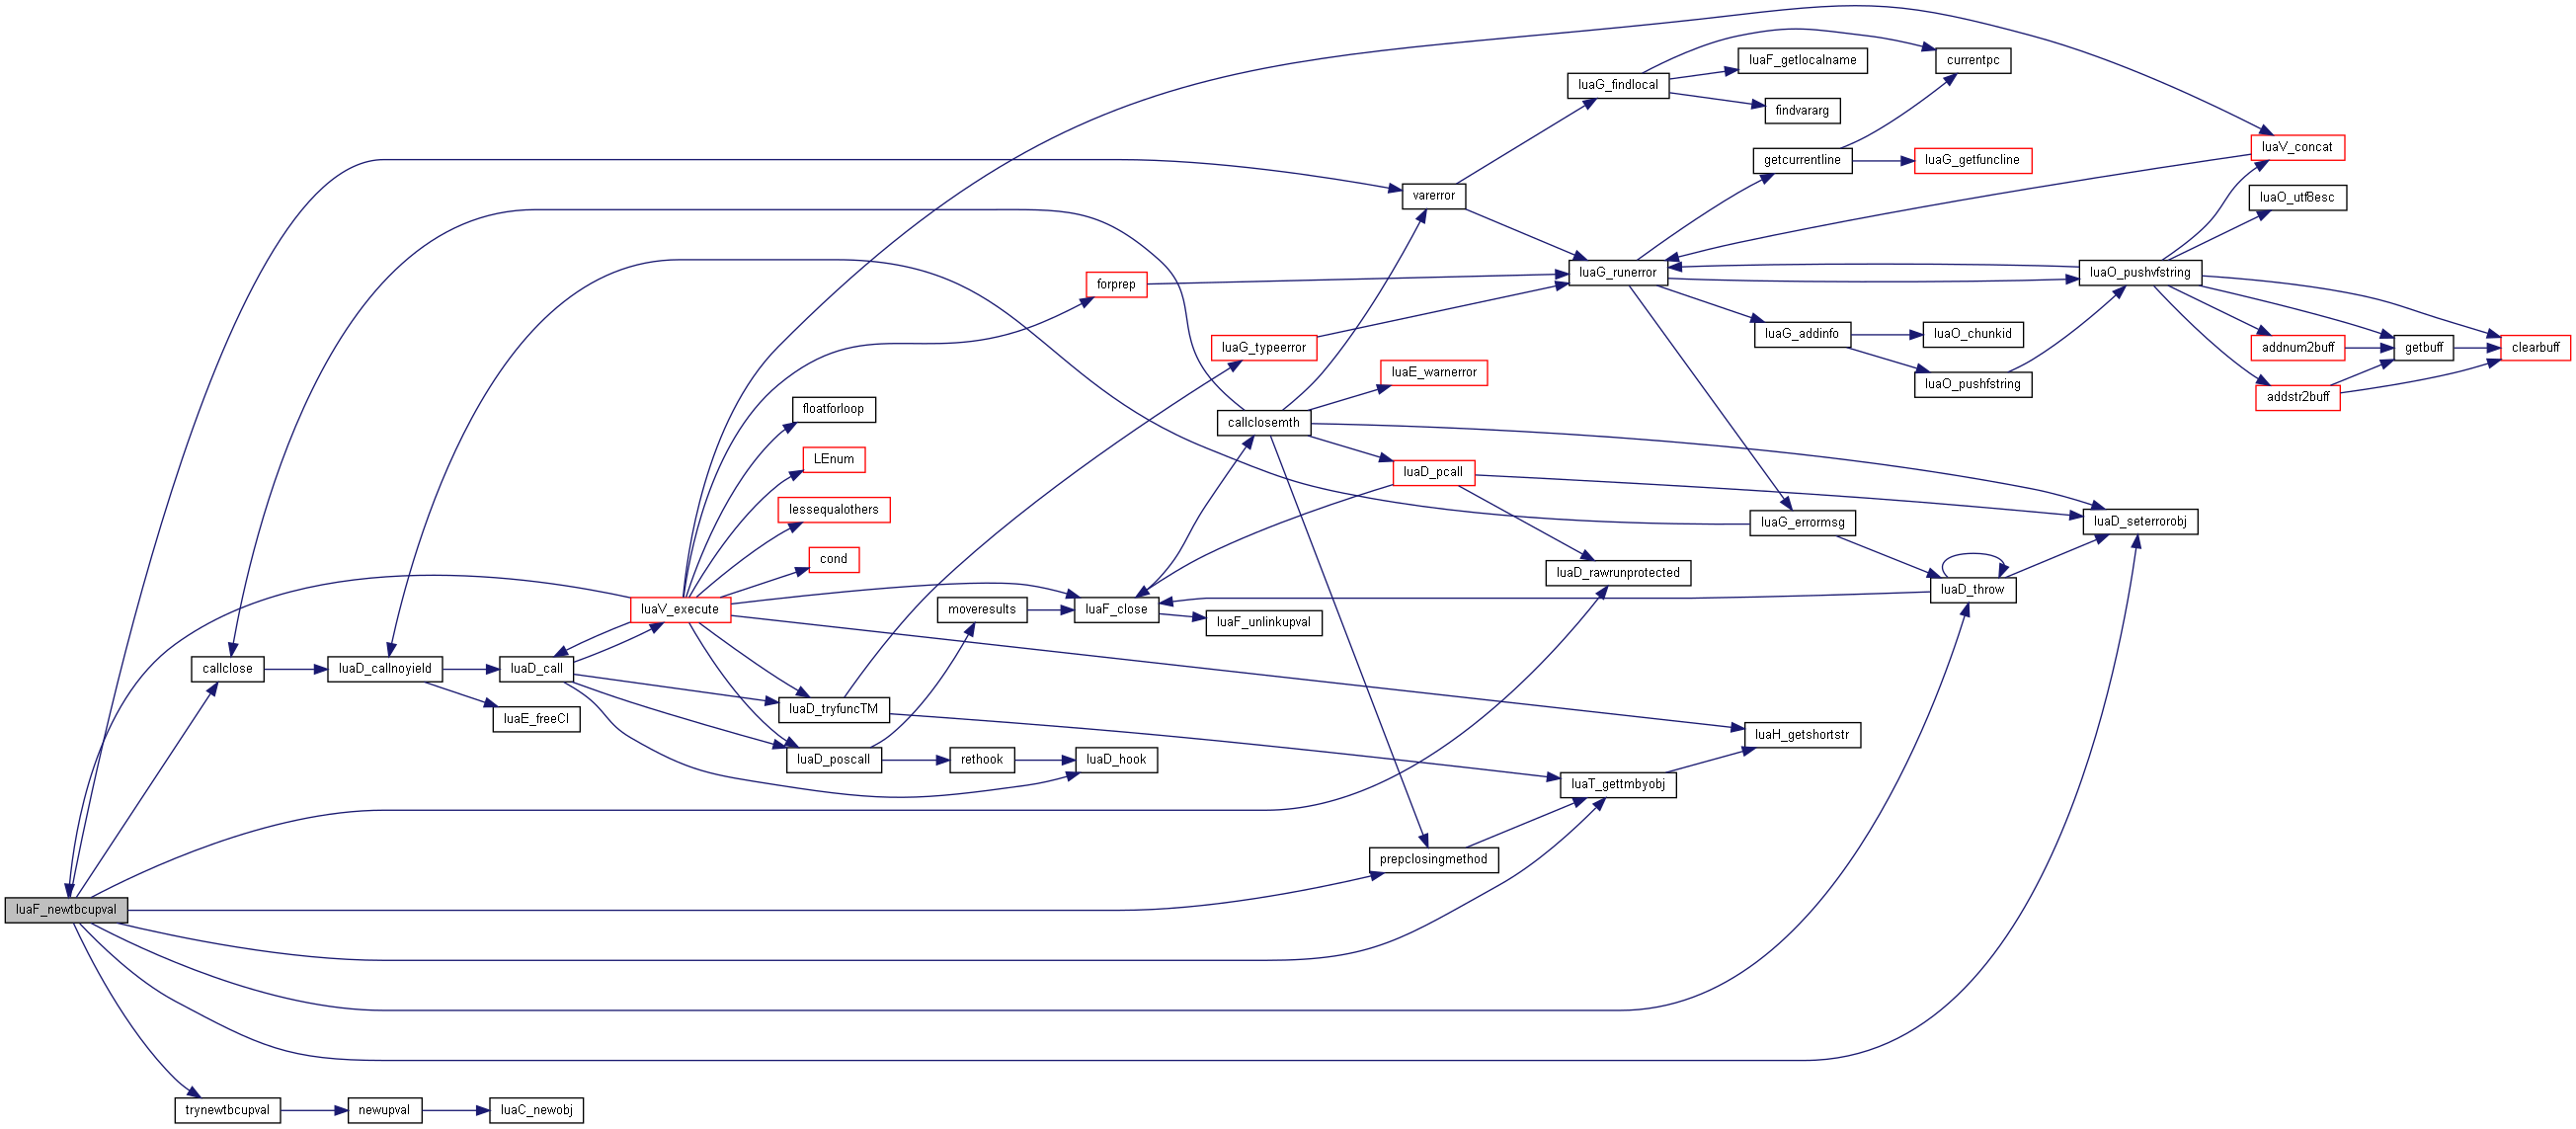 luaF_getlocalname
currentpc
luaG_findlocal
findvararg
luaV_concat
getcurrentline
luaG_getfuncline
varerror
luaO_utf8esc
luaG_runerror
luaO_pushvfstring
forprep
luaG_addinfo
luaO_chunkid
luaG_typeerror
addnum2buff
getbuff
clearbuff
luaE_warnerror
luaO_pushfstring
addstr2buff
floatforloop
callclosemth
LEnum
luaD_pcall
lessequalothers
luaG_errormsg
luaD_seterrorobj
cond
luaD_rawrunprotected
luaD_throw
luaV_execute
moveresults
luaF_close
luaF_unlinkupval
callclose
luaD_callnoyield
luaD_call
luaD_tryfuncTM
luaE_freeCI
luaH_getshortstr
luaD_poscall
rethook
luaD_hook
luaT_gettmbyobj
prepclosingmethod
luaF_newtbcupval
trynewtbcupval
newupval
luaC_newobj